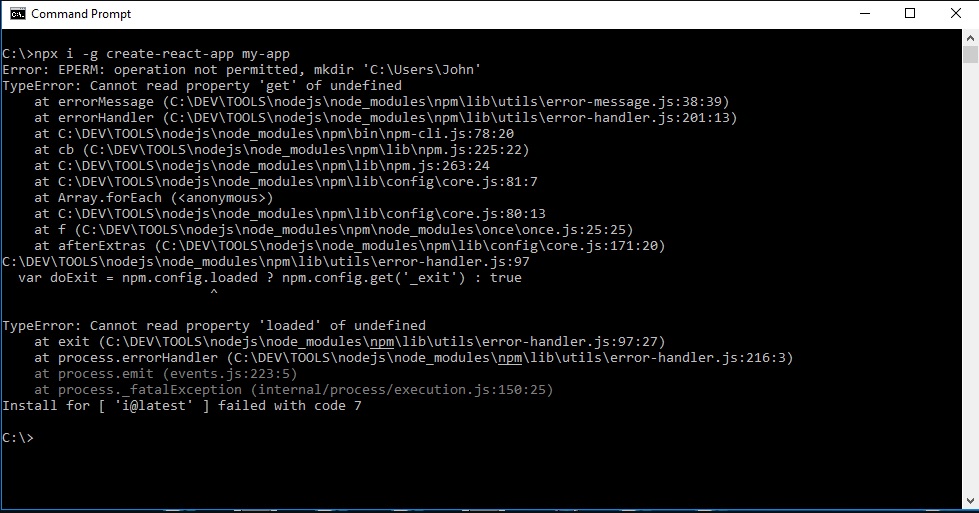 Command Prompt
C:\>npx i -g create-react-app my-app
Error: EPERM: operation not permitted, mkdir 'C:\Users\John'
TypeError: Cannot read property 'get' of undefined
    at errorMessage (C:\DEV\TOOLS\nodejs\node_modules\npm\lib\utils\error-message.js:38:39)
    at errorHandler (C:\DEV\TOOLS\nodejs\node_modules\npm\lib\utils\error-handler.js:201:13)
    at C:\DEV\TOOLS\nodejs\node_modules\npm\bin\npm-cli.js:78:20
    at cb (C:\DEV\TOOLS\nodejs\node_modules\npm\lib\npm.js:225:22)
    at C:\DEV\TOOLS\nodejs\node_modules\npm\lib\npm.js:263:24
    at C:\DEV\TOOLS\nodejs\node_modules\npm\lib\config\core.js:81:7
    at Array.forEach (<anonymous>)
    at C:\DEV\TOOLS\nodejs\node_modules\npm\lib\config\core.js:80:13
    at f (C:\DEV\TOOLS\nodejs\node_modules\npm\node_modules\once\once.js:25:25)
    at afterExtras (C:\DEV\TOOLS\nodejs\node_modules\npm\lib\config\core.js:171:20)
C:\DEV\TOOLS\nodejs\node_modules\npm\lib\utils\error-handler.js:97
  var doExit = npm.config.loaded ? npm.config.get('_exit') : true
                          ^
TypeError: Cannot read property 'loaded' of undefined
    at exit (C:\DEV\TOOLS\nodejs\node_modules\npm\lib\utils\error-handler.js:97:27)
    at process.errorHandler (C:\DEV\TOOLS\nodejs\node_modules\npm\lib\utils\error-handler.js:216:3)
    at process.emit (events.js:223:5)
    at process._fatalException (internal/process/execution.js:150:25)
Install for [ 'i@latest' ] failed with code 7
C:\>